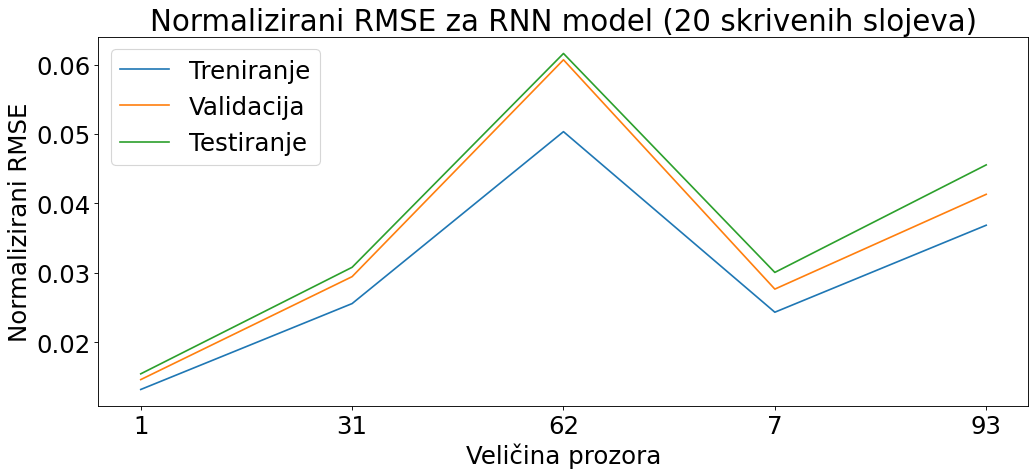 Normalizirani RMSE za RNN model (20 skrivenih slojeva)
Treniranje
Validacija
Testiranje
Normalizirani RMSE
0.06
0.05
0.04
0.03
0.02
1 31 62 7 93
Veličina prozora